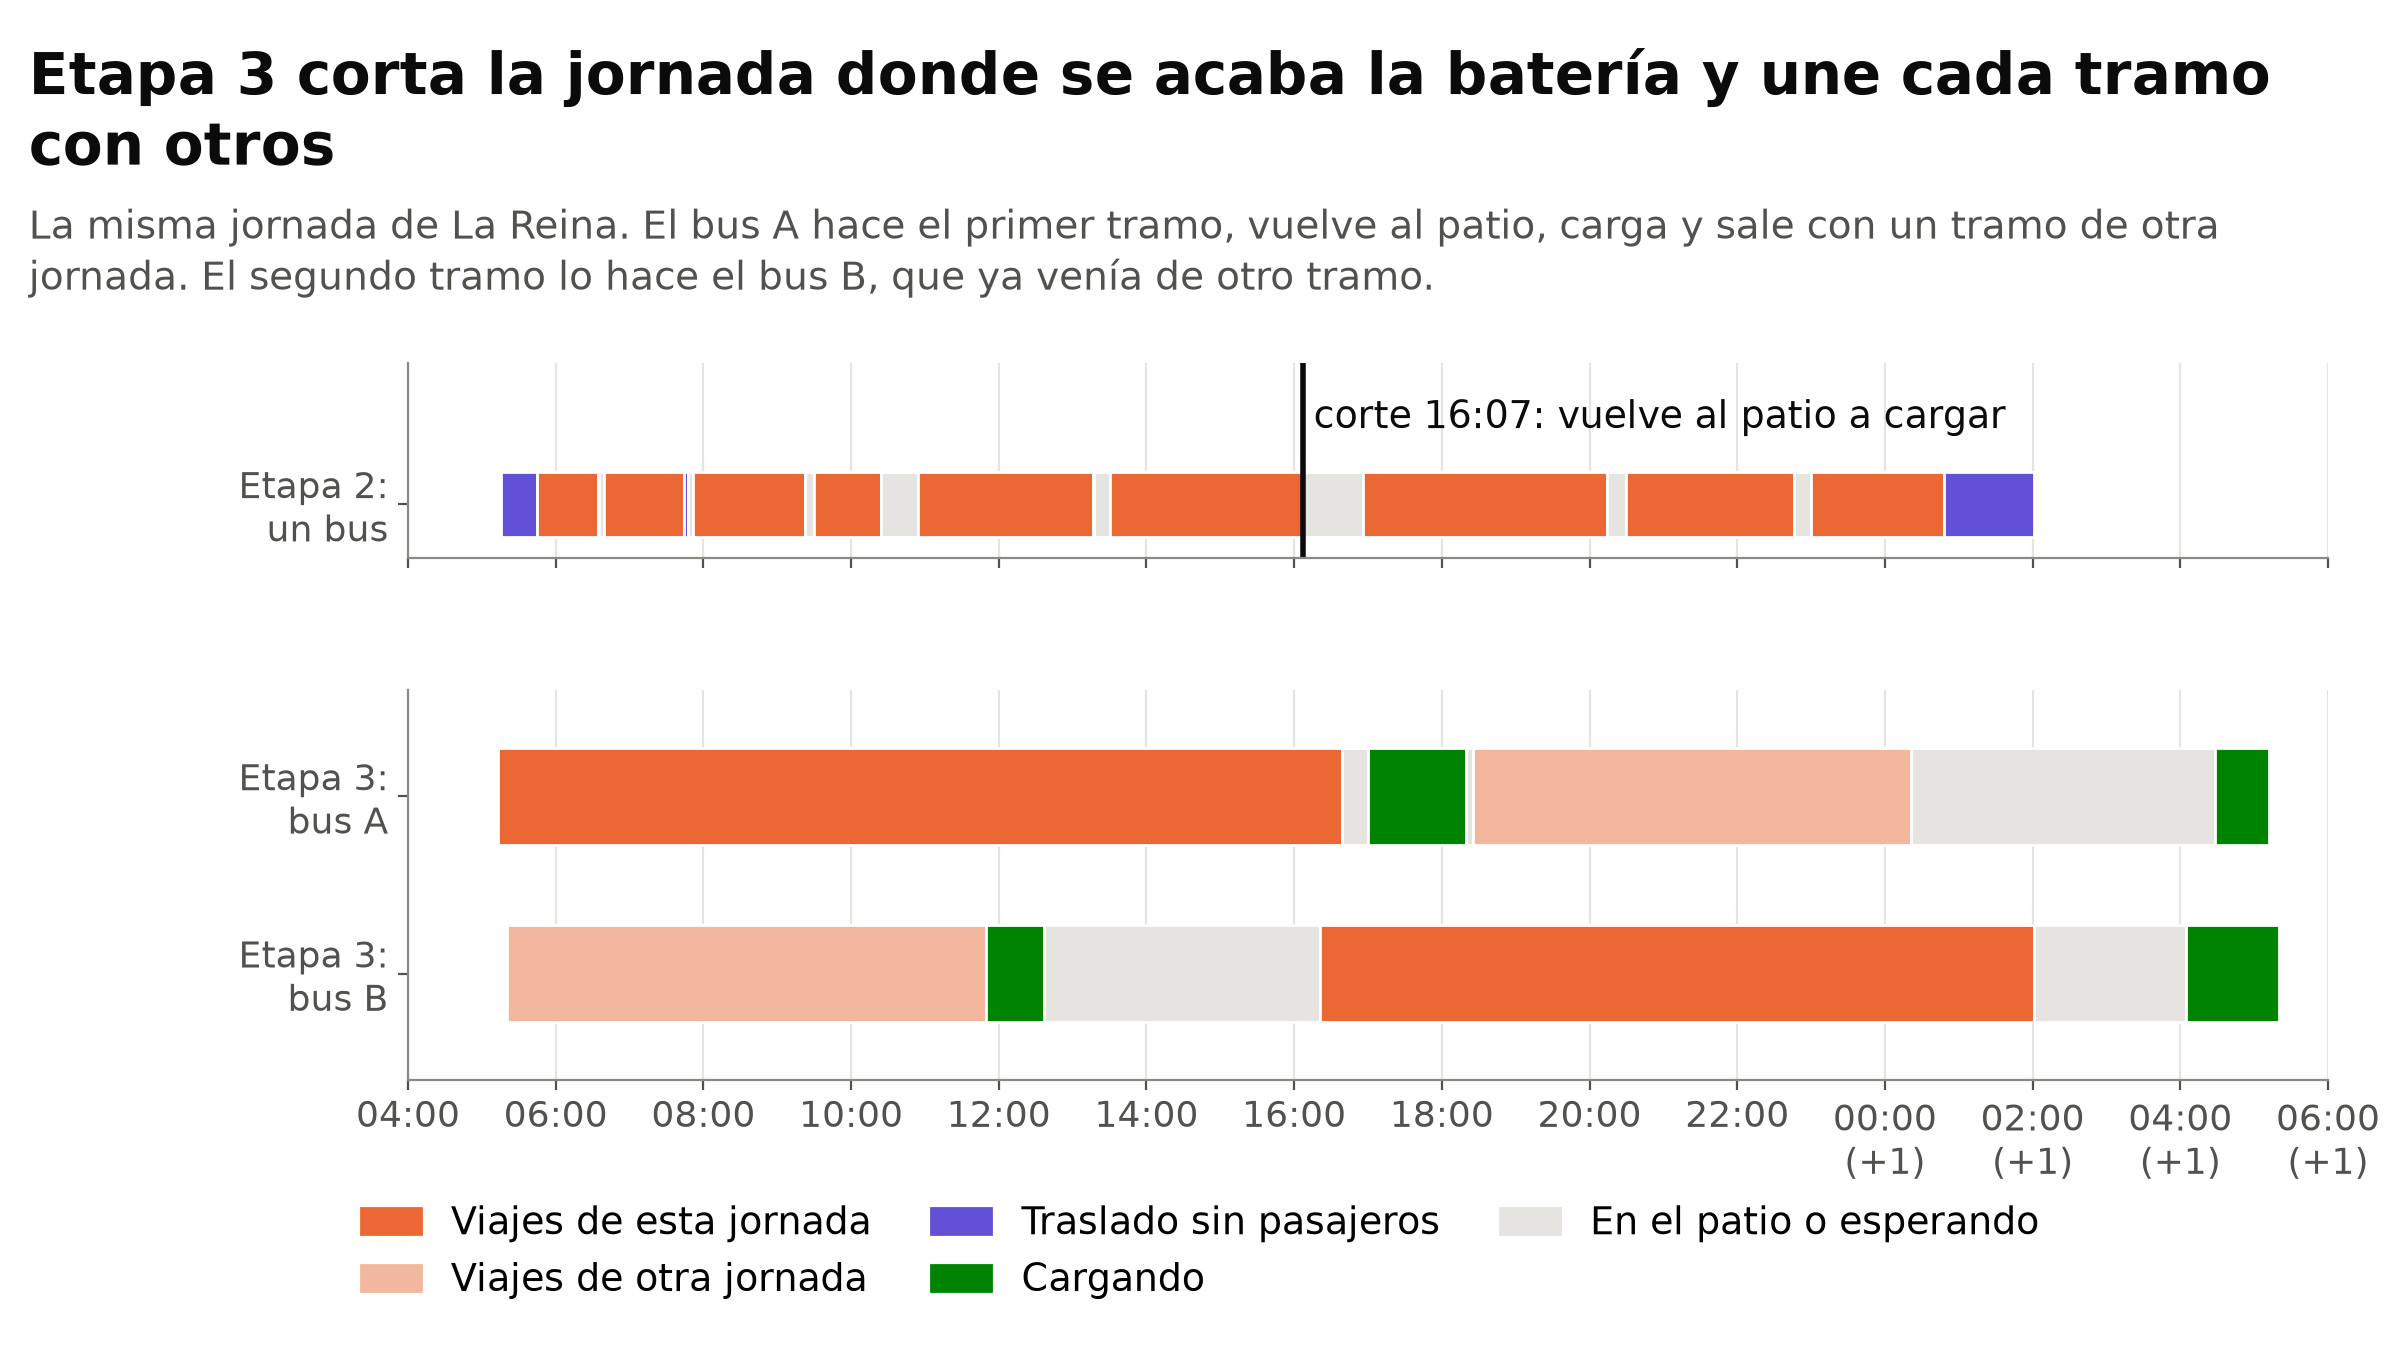 Etapa 3 corta la jornada donde se acaba la batería y une cada tramo
con otros
La misma jornada de La Reina. El bus A hace el primer tramo, vuelve al patio, carga y sale con un tramo de otra
jornada. El segundo tramo lo hace el bus B, que ya venía de otro tramo.
corte 16:07: vuelve al patio a cargar
Etapa 2:
un bus
Etapa 3:
bus A
Etapa 3:
bus B
04:00 06:00 08:00 10:00 12:00 14:00 16:00 18:00 20:00 22:00 00:00 02:00 04:00 06:00
(+1) (+1) (+1) (+1)
Viajes de esta jornada Traslado sin pasajeros En el patio o esperando
Viajes de otra jornada Cargando